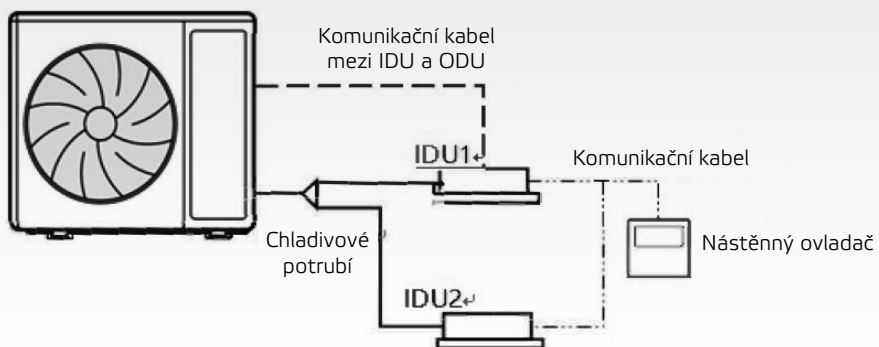 Komunikační kabel
mezi IDU a ODU
IDU1↵
Komunikační kabel
Nástěnný ovladač
Chladivové
potrubí
IDU2↵